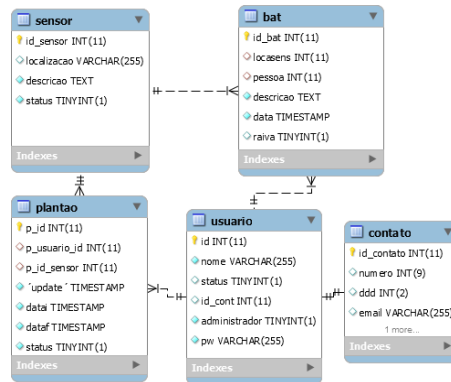 sensor
id_sensor INT(11)
localizacao VARCHAR(255)
descricao TEXT
status TINYINT(1)
Indexes
bat
id_bat INT(11)
locasens INT(11)
pessoa INT(11)
descricao TEXT
data TIMESTAMP
raiva TINYINT(1)
Indexes
plantao
p_id INT(11)
p_usuario_id INT(11)
p_id_sensor INT(11)
´update´ TIMESTAMP
datai TIMESTAMP
dataf TIMESTAMP
status TINYINT(1)
Indexes
usuario
id INT(11)
nome VARCHAR(255)
status TINYINT(1)
id_cont INT(11)
administrador TINYINT(1)
pw VARCHAR(255)
Indexes
contato
id_contato INT(11)
numero INT(9)
ddd INT(2)
email VARCHAR(255)
1 more...
Indexes